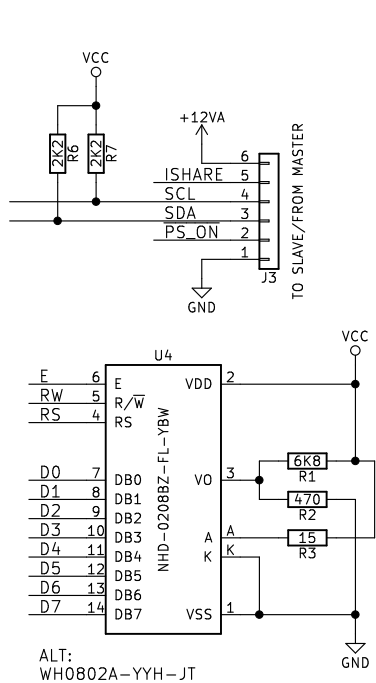 VCC
2K2
R6
2K2
R7
+12VA
TO SLAVE/FROM MASTER
6
ISHARE 5
SCL 4
SDA 3
PS_ON 2
1
J3
GND
VCC
U4
E 6 E VDD 2
RW 5 R/W̅
RS 4 RS
6K8
R1
D0 7 DB0 VO 3
D1 8 DB1 470
R2
D2 9 DB2
D3 10 DB3 A A 15
R3
D4 11 DB4 K K
D5 12 DB5
D6 13 DB6
D7 14 DB7 VSS 1
NHD-0208BZ-FL-YBW
GND
ALT:
WH0802A-YYH-JT